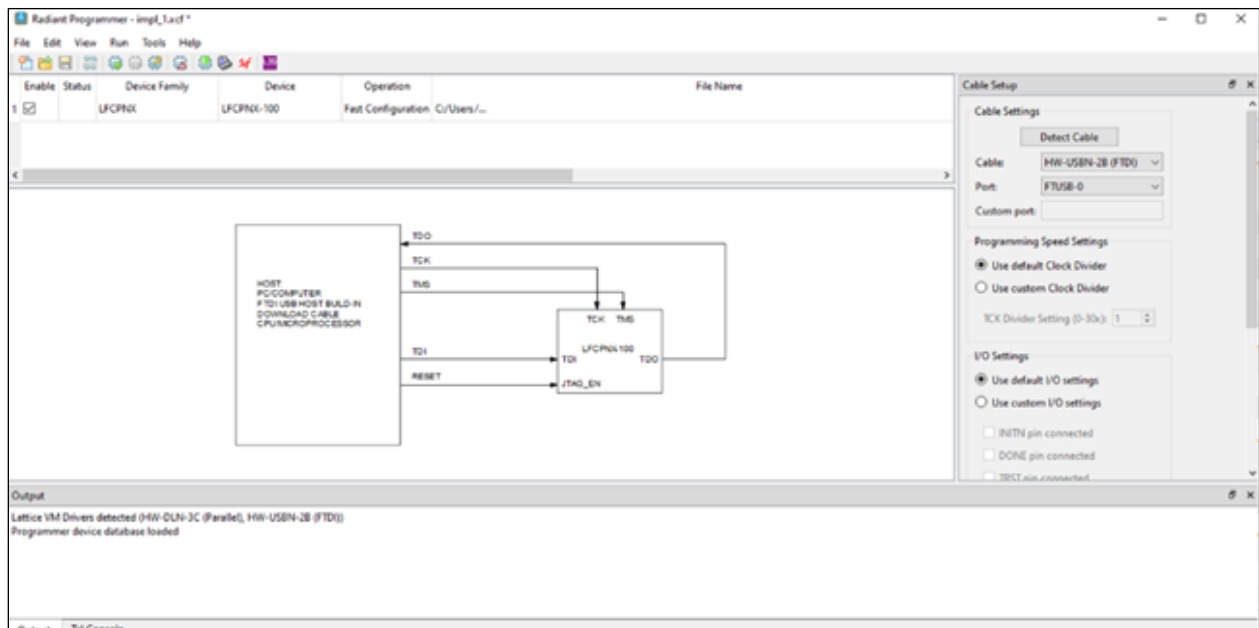 Radiant Programmer - impl_1.xcf *
File Edit View Run Tools Help
Enable Status Device Family Device Operation File Name
1 LFCPNX LFCPNX-100 Fast Configuration C:/Users/...
Cable Setup
Cable Settings
Detect Cable
Cable: HW-USBN-2B (FTDI)
Port: FTUSB-0
Custom port:
Programming Speed Settings
Use default Clock Divider
Use custom Clock Divider
TCK Divider Setting (0-30x): 1
I/O Settings
Use default I/O settings
Use custom I/O settings
INITN pin connected
DONE pin connected
TRST pin connected
TDO
TCK
TMS
HOST:
PC/COMPUTER
FTDI USB HOST BUILD-IN
DOWNLOAD CABLE
CPU/MICROPROCESSOR
TCK TMS
LFCPNX-100
TDI
TDI TDO
RESET
JTAG_EN
Output
Lattice VM Drivers detected (HW-DLN-3C (Parallel), HW-USBN-2B (FTDI))
Programmer device database loaded
Output Tcl Console